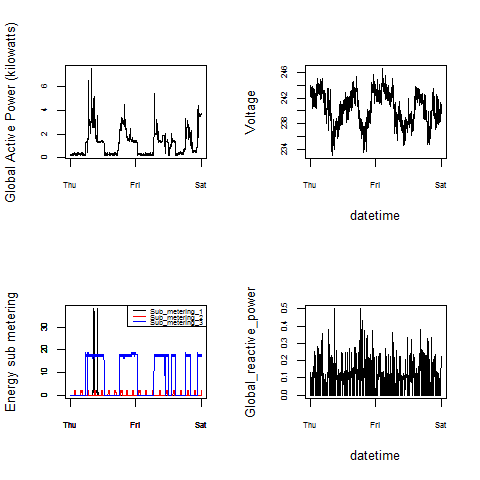 Global Active Power (kilowatts)
0 2 4 6
Thu Fri Sat
Voltage
234 238 242 246
Thu Fri Sat
datetime
Energy sub metering
0 10 20 30
Sub_metering_1
Sub_metering_2
Sub_metering_3
Thu Fri Sat
Global_reactive_power
0.0 0.1 0.2 0.3 0.4 0.5
Thu Fri Sat
datetime